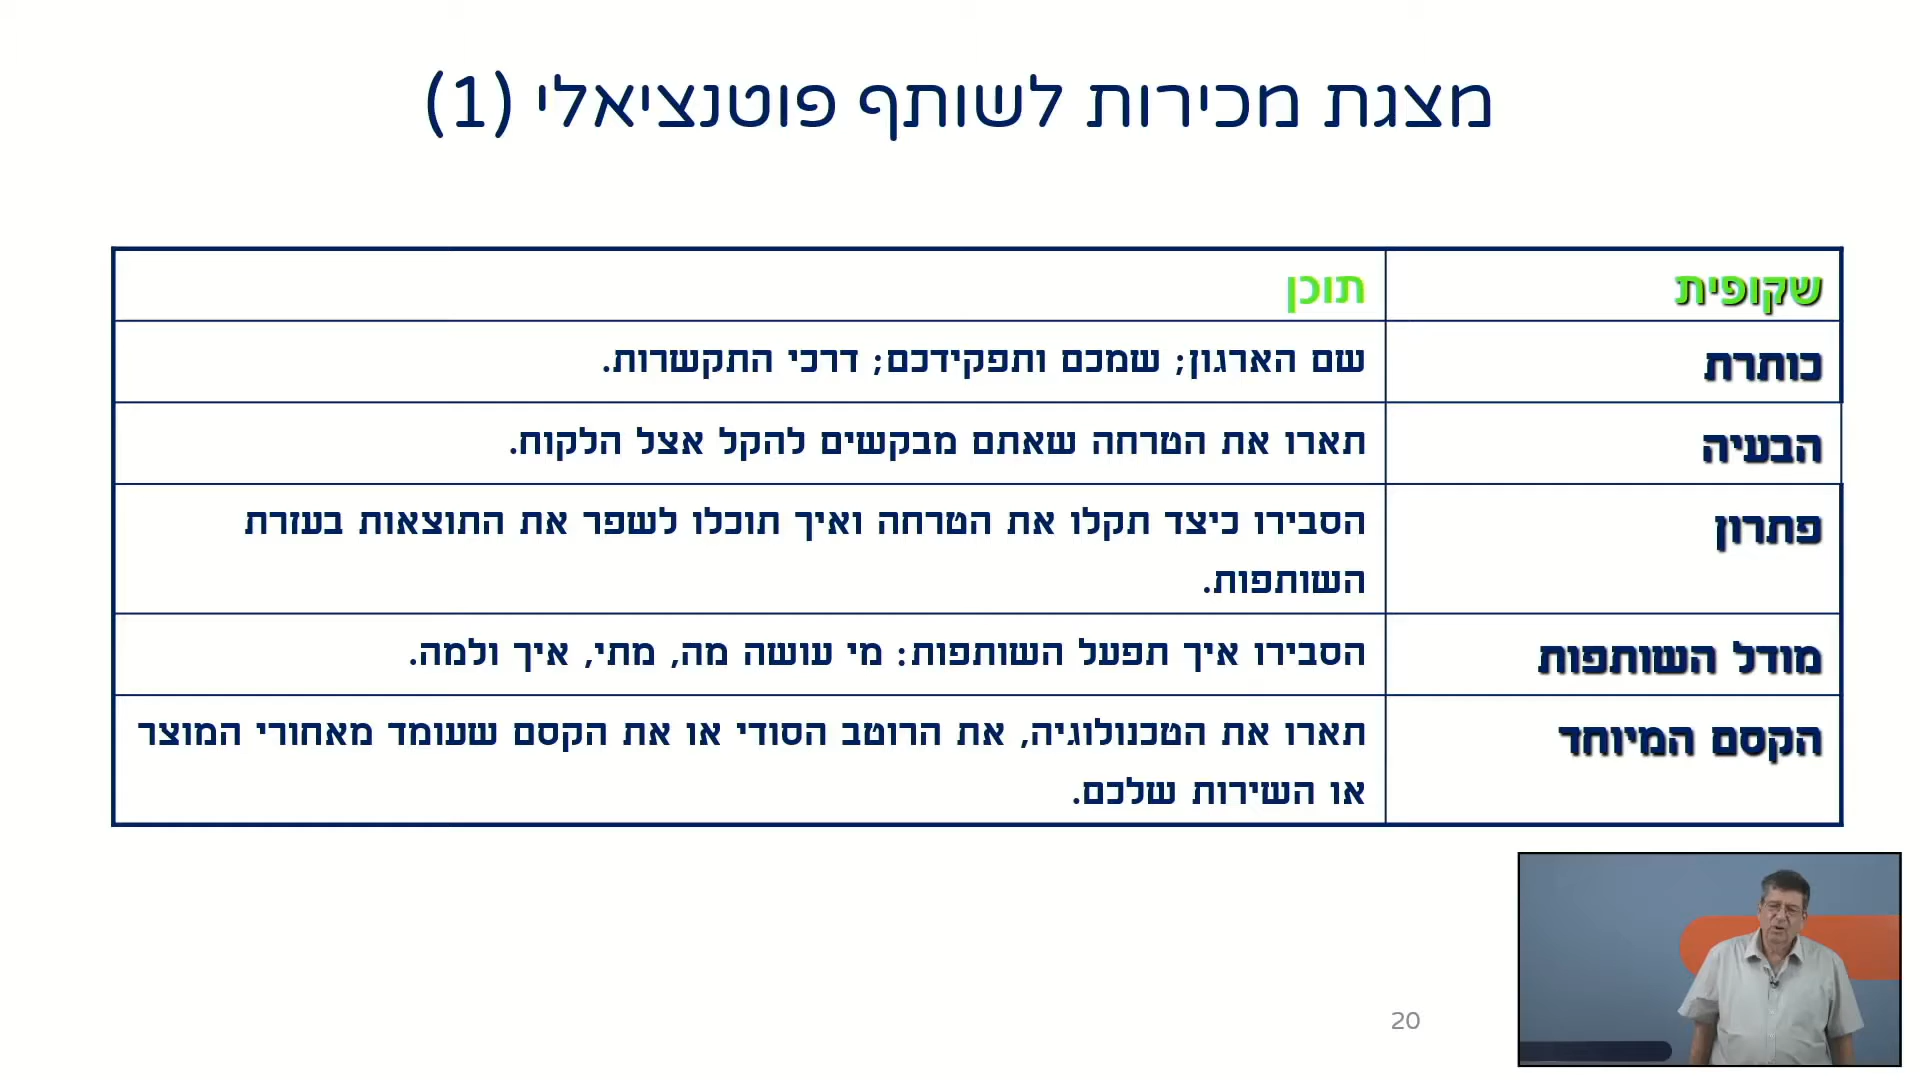 מצגת מכירות לשותף פוטנציאלי (1)
שקופית תוכן
כותרת שם הארגון; שמכם ותפקידכם; דרכי התקשרות.
הבעיה תארו את הטרחה שאתם מבקשים להקל אצל הלקוח.
פתרון הסבירו כיצד תקלו את הטרחה ואיך תוכלו לשפר את התוצאות בעזרת
השותפות.
מודל השותפות הסבירו איך תפעל השותפות: מי עושה מה, מתי, איך ולמה.
הקסם המיוחד תארו את הטכנולוגיה, את הרוטב הסודי או את הקסם שעומד מאחורי המוצר
או השירות שלכם.
20